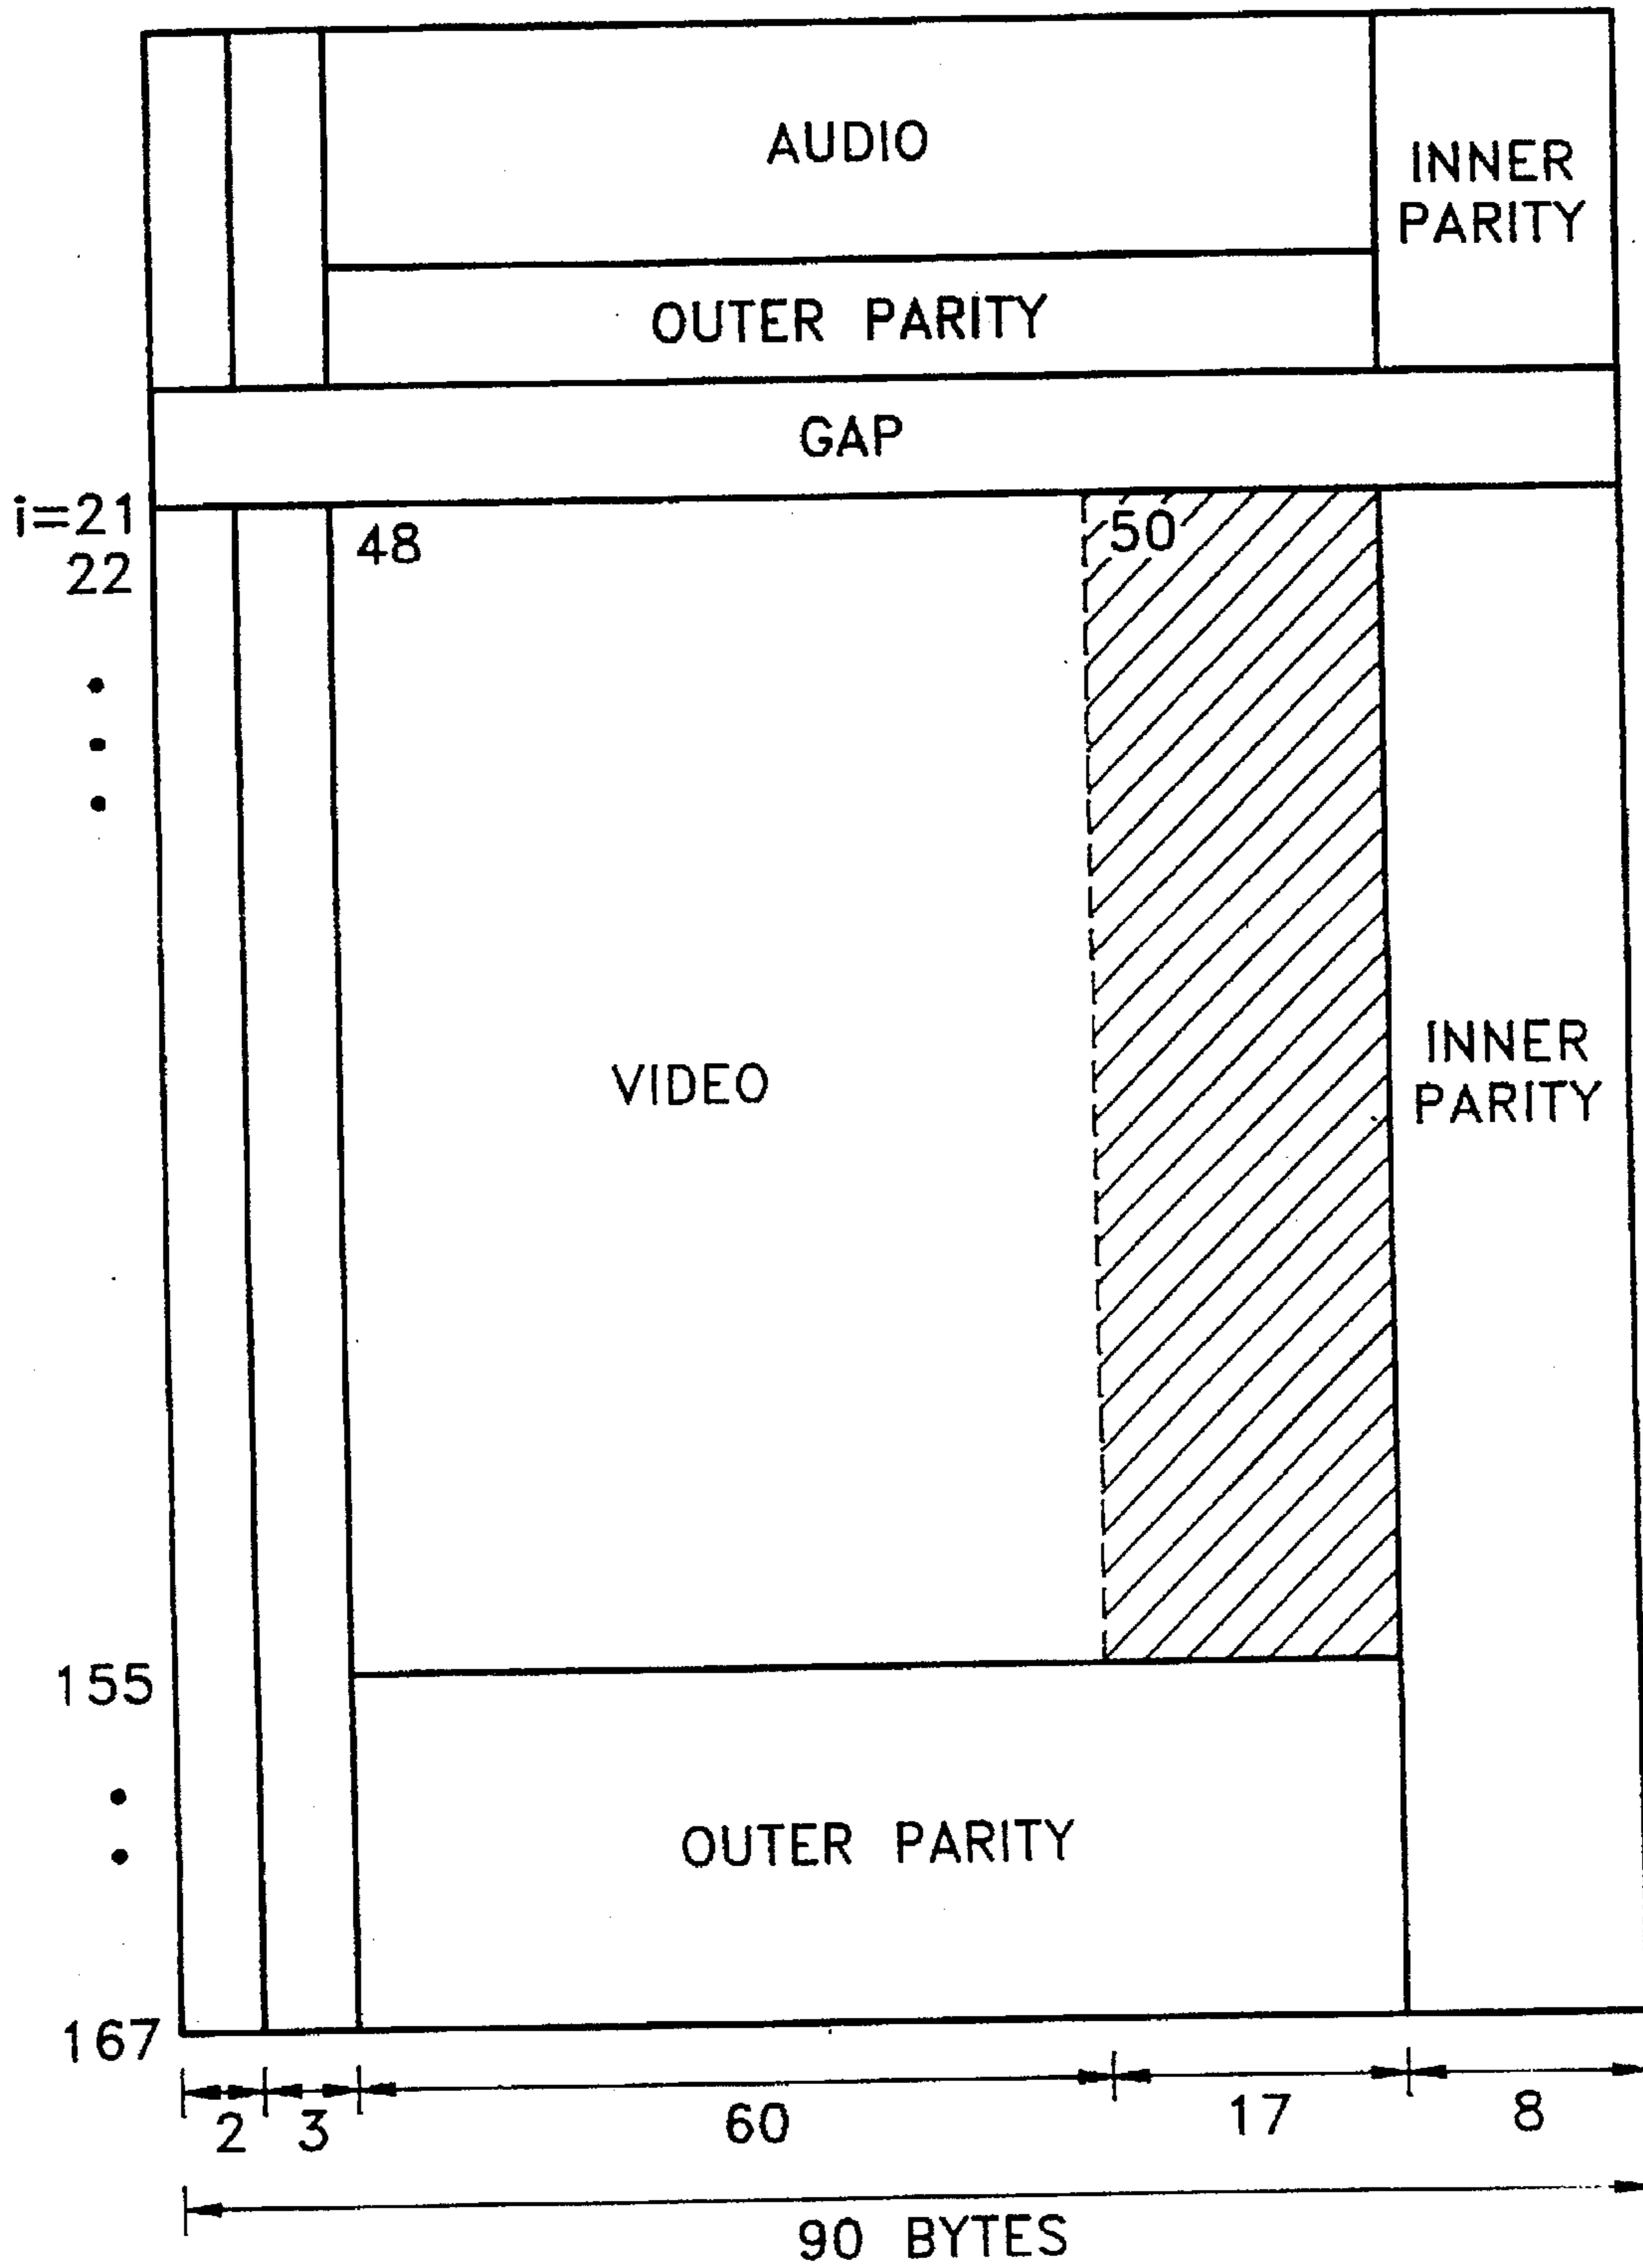 AUDIO
INNER
PARITY
OUTER PARITY
GAP
i=21
48
50
22
VIDEO
INNER
PARITY
155
OUTER PARITY
167
2
3
60
17
8
90 BYTES